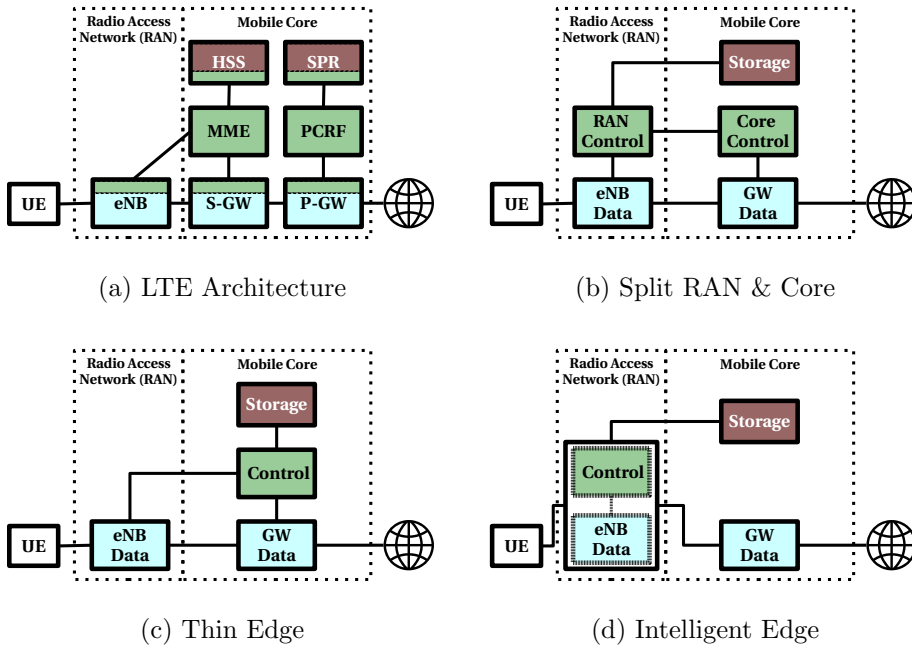 Radio Access
Network (RAN)
Mobile Core
HSS
SPR
MME
PCRF
UE
eNB
S-GW
P-GW
(a) LTE Architecture
Radio Access
Network (RAN)
Mobile Core
Storage
RAN
Control
Core
Control
UE
eNB
Data
GW
Data
(b) Split RAN & Core
Radio Access
Network (RAN)
Mobile Core
Storage
Control
UE
eNB
Data
GW
Data
(c) Thin Edge
Radio Access
Network (RAN)
Mobile Core
Storage
Control
UE
eNB
Data
GW
Data
(d) Intelligent Edge